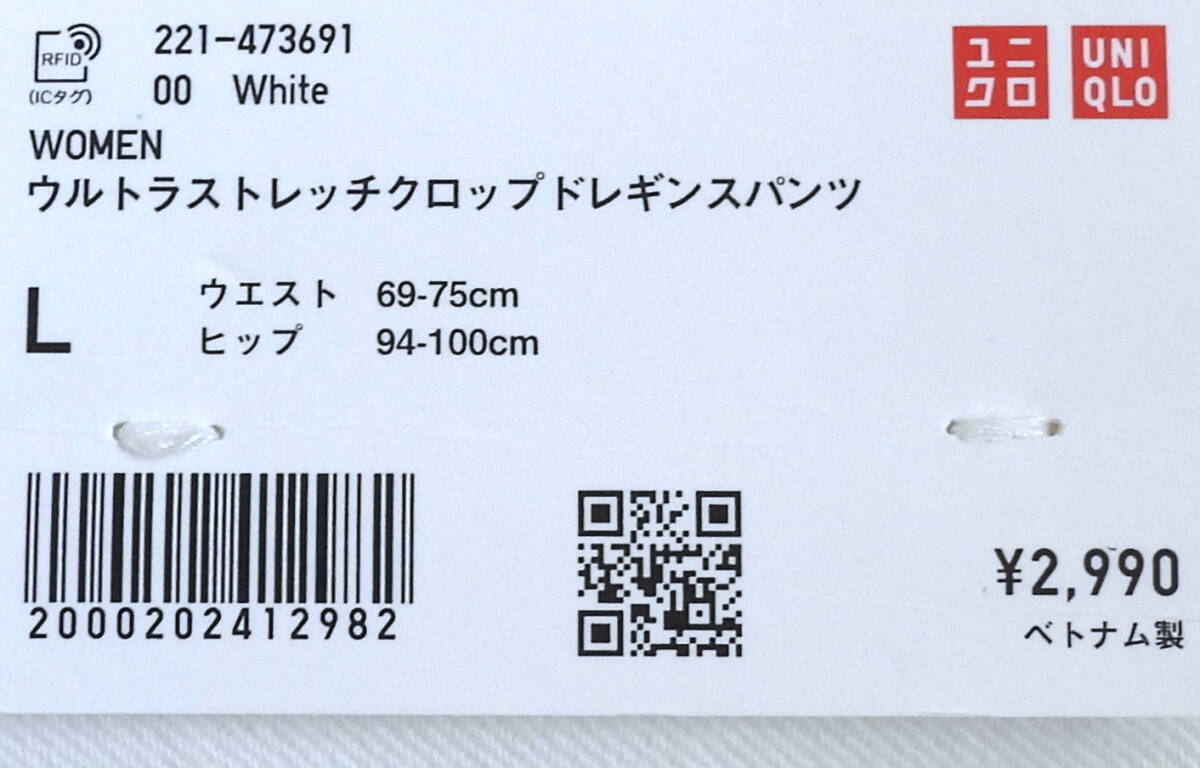 RFID
(ICタグ)
221-473691
00 White
ユニ
クロ
UNI
QLO
WOMEN
ウルトラストレッチクロップドレギンスパンツ
L
ウエスト 69-75cm
ヒップ 94-100cm
2000202412982
¥2,990
ベトナム製